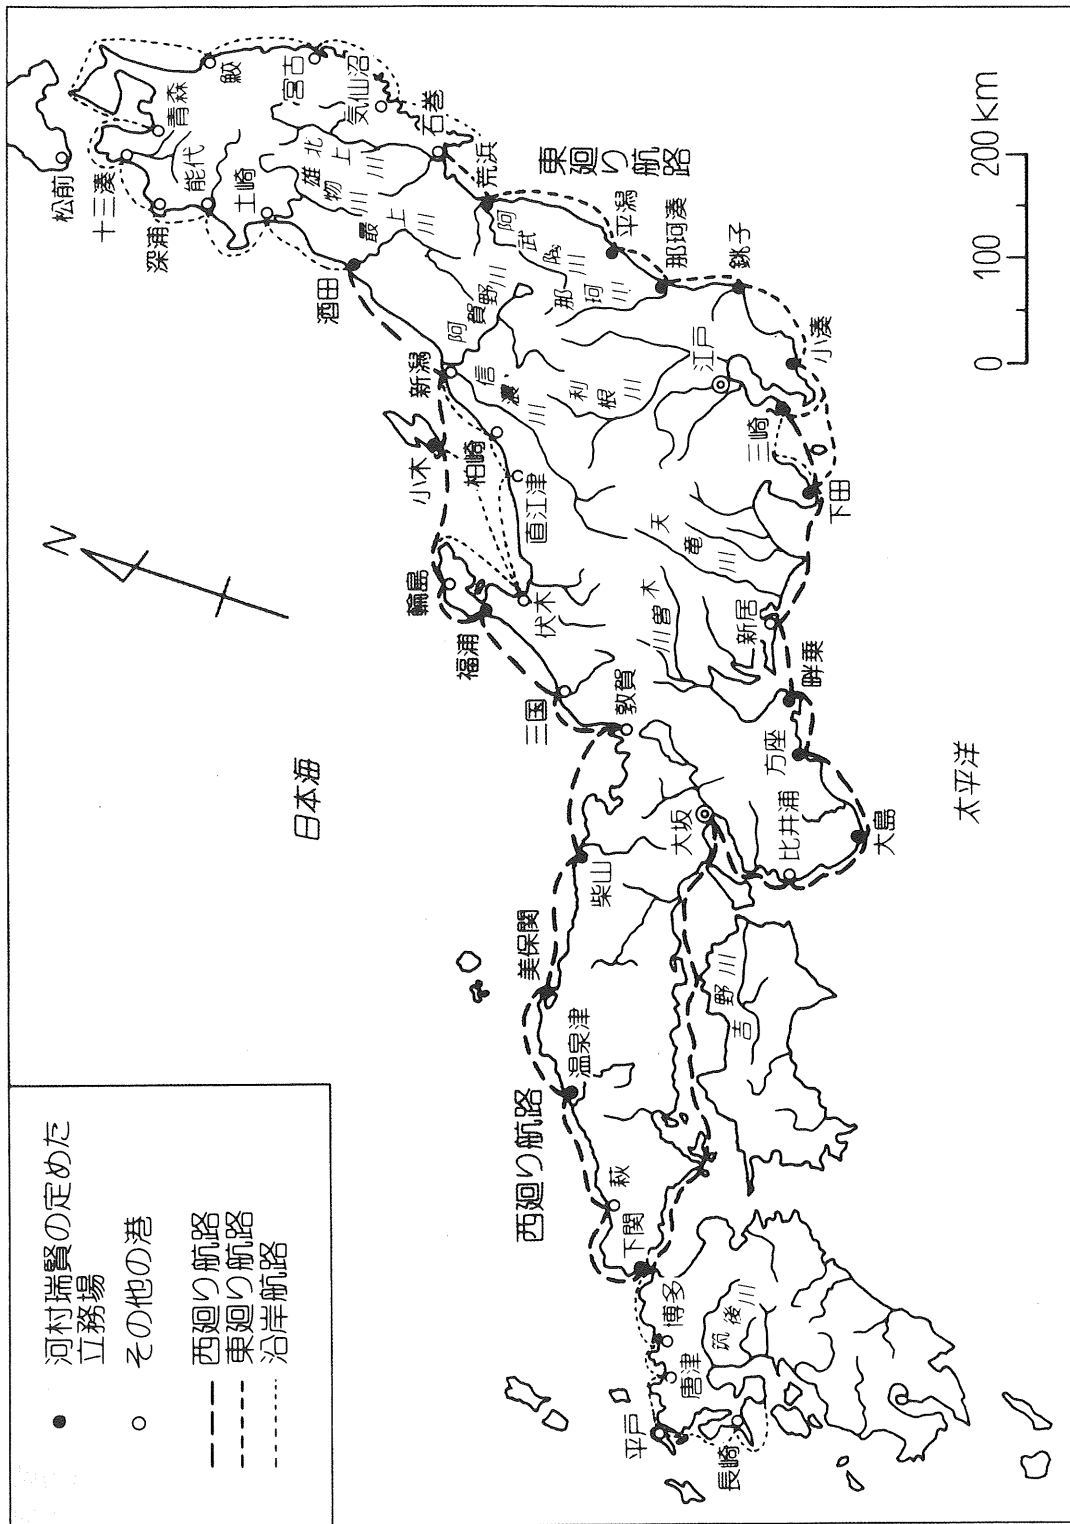 河村瑞賢の定めた
立務場
その他の港
西廻り航路
東廻り航路
沿岸航路
N
日本海
太平洋
西廻り航路
東廻り航路
0 100 200 km
松前
十三湊
青森
深浦
能代
土崎
酒田
新潟
小木
柏崎
直江津
輪島
福浦
伏木
三国
敦賀
柴山
美保関
温泉津
萩
下関
博多
唐津
平戸
長崎
鮫
宮古
気仙沼
石巻
荒浜
平潟
那珂湊
銚子
小湊
江戸
三崎
下田
新居
畔乗
方座
大島
比井浦
大坂
北上川
雄物川
最上川
阿武隈川
阿賀野川
那珂川
信濃川
利根川
天竜川
木曽川
吉野川
筑後川